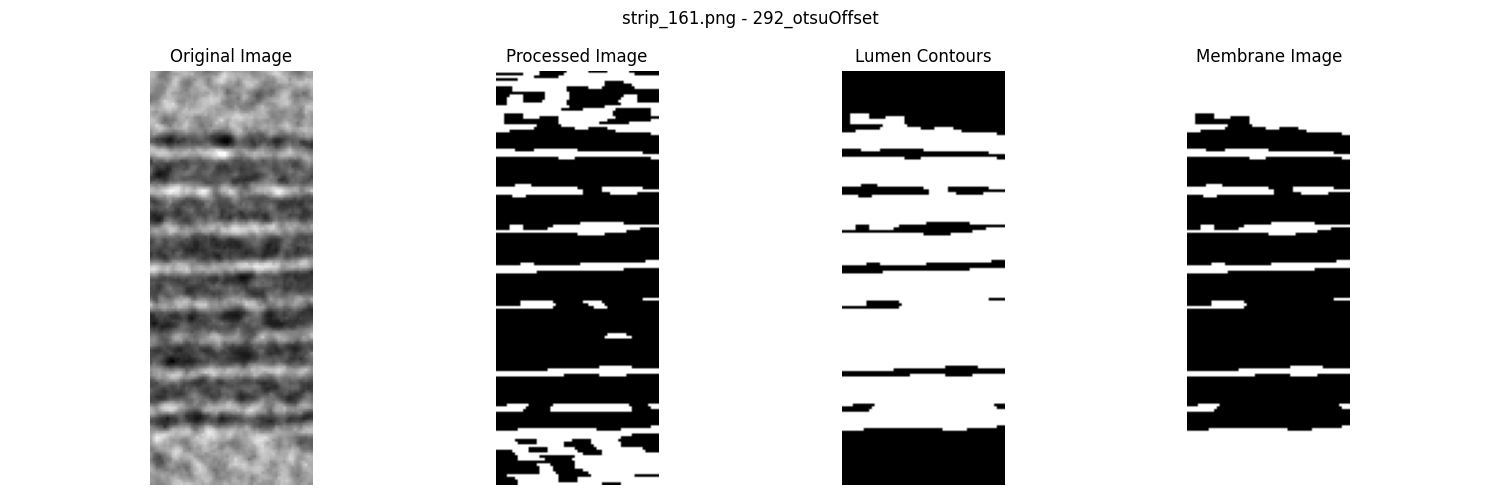 strip_161.png - 292_otsuOffset
Original Image
Processed Image
Lumen Contours
Membrane Image